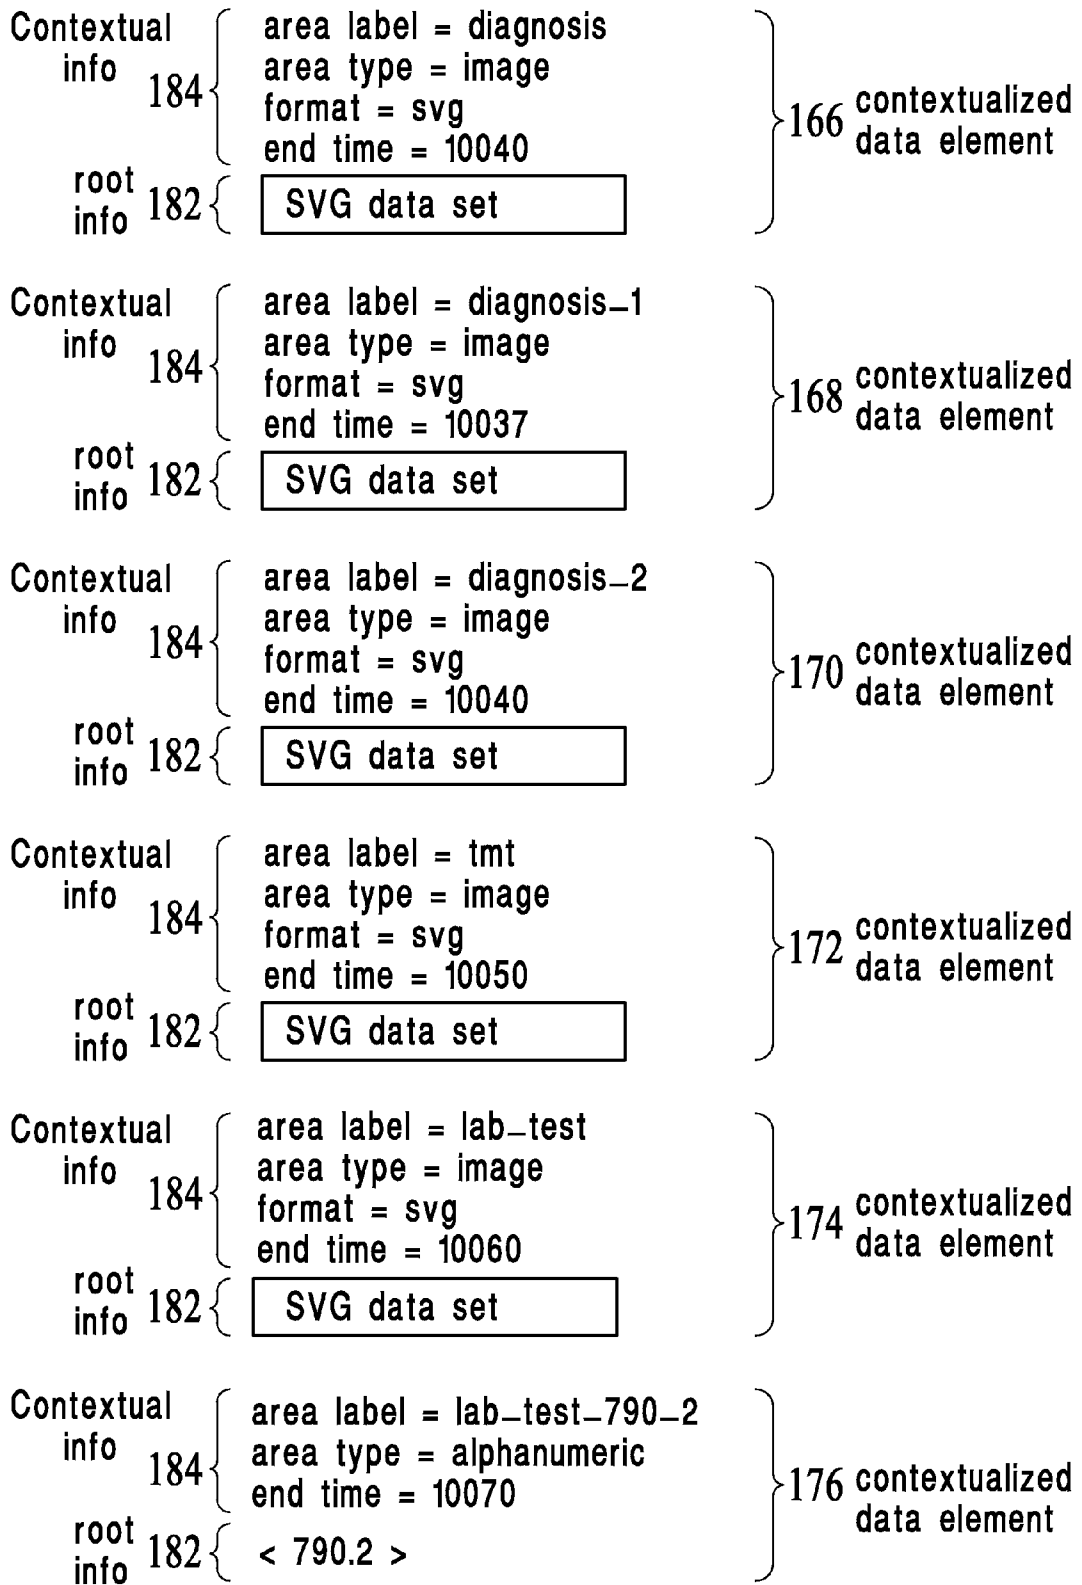 Contextual info 184
area label = diagnosis
area type = image
format = svg
end time = 10040
root info 182
SVG data set
166 contextualized data element
Contextual info 184
area label = diagnosis–1
area type = image
format = svg
end time = 10037
root info 182
SVG data set
168 contextualized data element
Contextual info 184
area label = diagnosis–2
area type = image
format = svg
end time = 10040
root info 182
SVG data set
170 contextualized data element
Contextual info 184
area label = tmt
area type = image
format = svg
end time = 10050
root info 182
SVG data set
172 contextualized data element
Contextual info 184
area label = lab–test
area type = image
format = svg
end time = 10060
root info 182
SVG data set
174 contextualized data element
Contextual info 184
area label = lab–test–790–2
area type = alphanumeric
end time = 10070
root info 182
< 790.2 >
176 contextualized data element